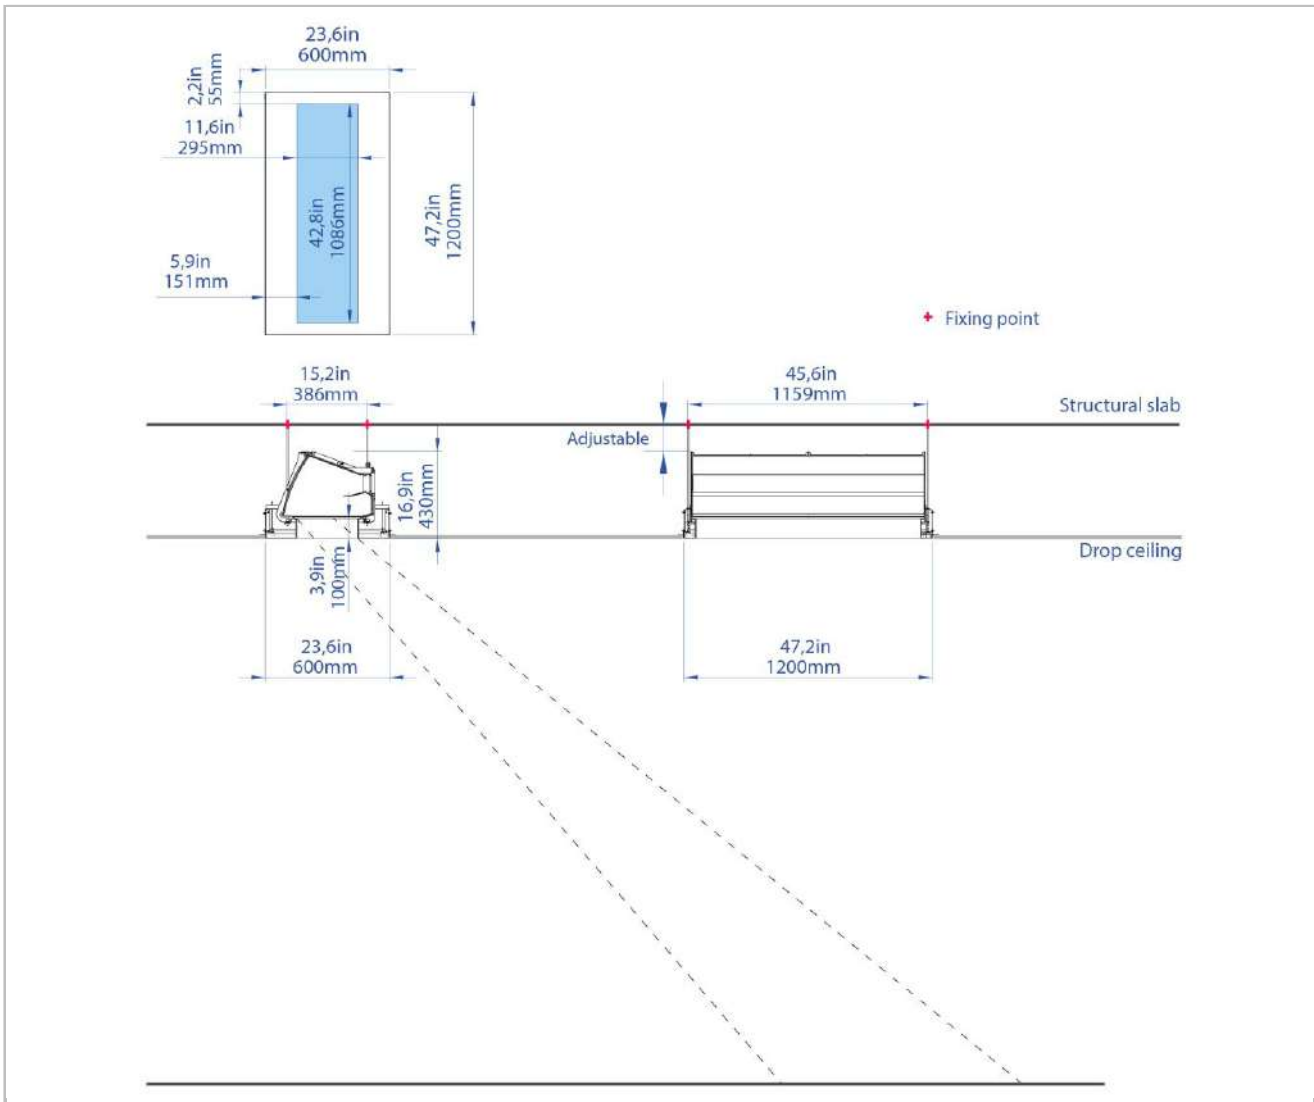 23,6in
600mm
2,2in
55mm
11,6in
295mm
42,8in
1086mm
47,2in
1200mm
5,9in
151mm
Fixing point
15,2in
386mm
45,6in
1159mm
Structural slab
Adjustable
16,9in
430mm
Drop ceiling
3,9in
100mm
23,6in
600mm
47,2in
1200mm